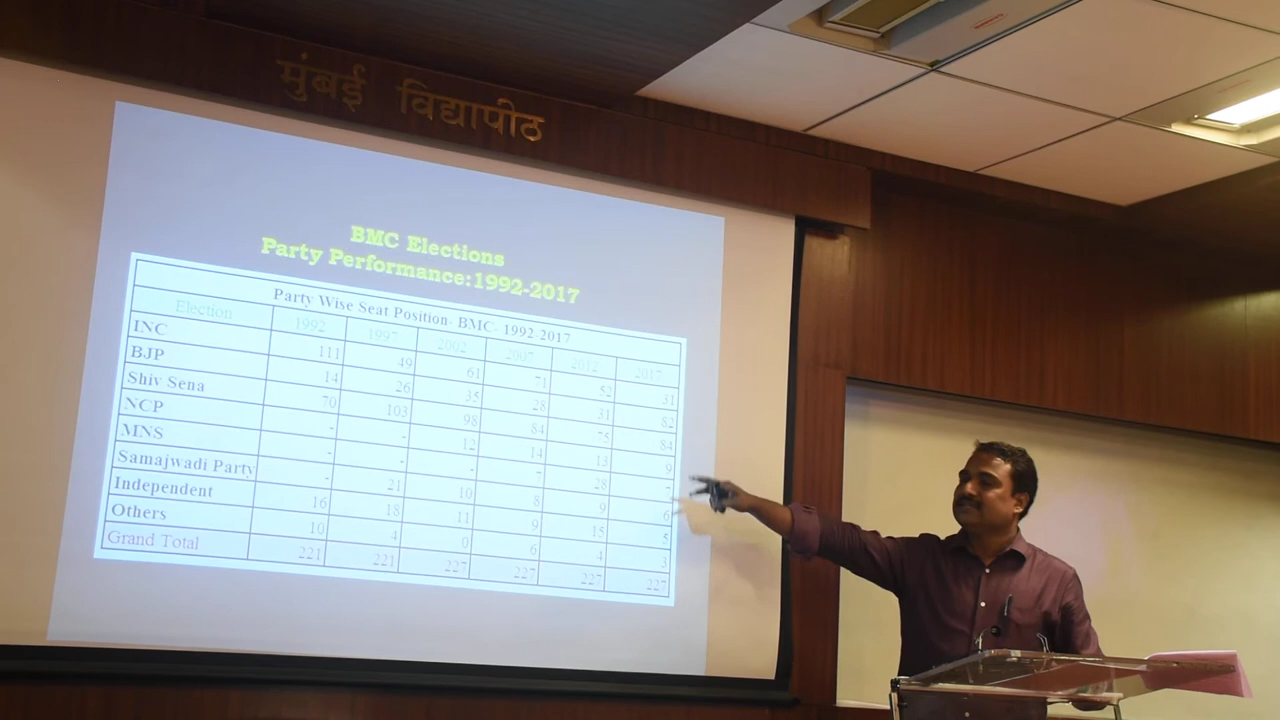 मुंबई विद्यापीठ
BMC Elections
Party Performance:1992-2017
Party Wise Seat Position- BMC- 1992-2017
Election 1992 1997 2002 2007 2012 2017
INC 111 49 61 71 52 31
BJP 14 26 35 28 31 82
Shiv Sena 70 103 98 84 75 84
NCP - - 12 14 13 9
MNS - - - 7 28 7
Samajwadi Party - 21 10 8 9 6
Independent 16 18 11 9 15 5
Others 10 4 0 6 4 3
Grand Total 221 221 227 227 227 227